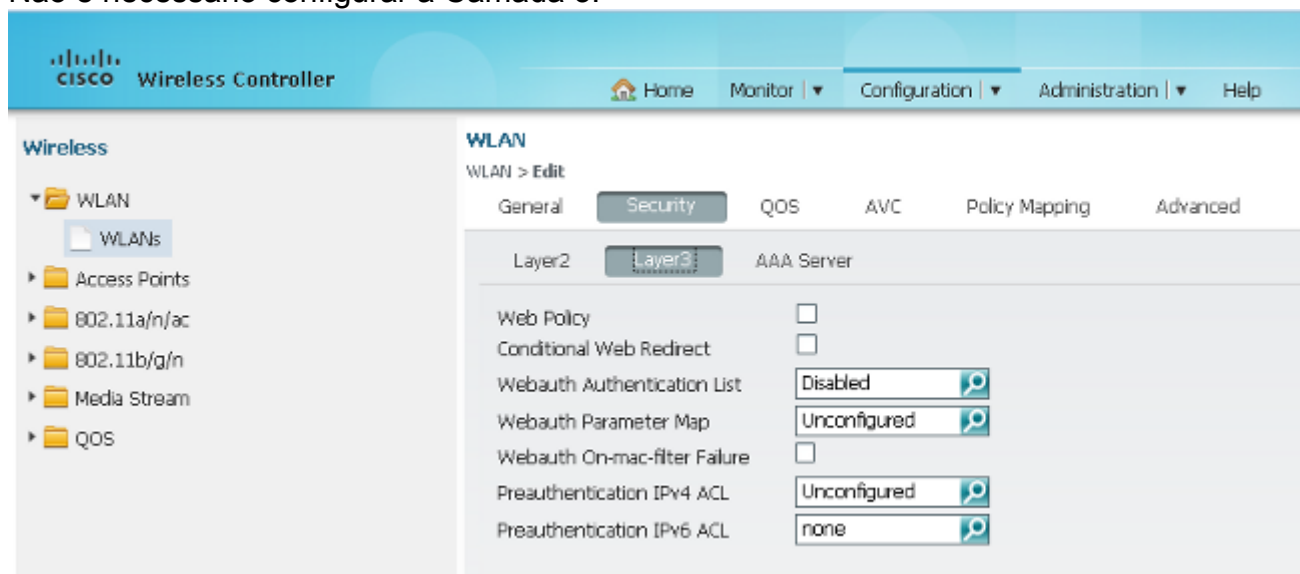 Não é necessário configurar a Camada 3.
CISCO Wireless Controller
Home Monitor Configuration Administration Help
Wireless
WLAN
WLANs
Access Points
802.11a/n/ac
802.11b/g/n
Media Stream
QOS
WLAN
WLAN > Edit
General Security QOS AVC Policy Mapping Advanced
Layer2 Layer3 AAA Server
Web Policy
Conditional Web Redirect
Webauth Authentication List Disabled
Webauth Parameter Map Unconfigured
Webauth On-mac-filter Failure
Preauthentication IPv4 ACL Unconfigured
Preauthentication IPv6 ACL none